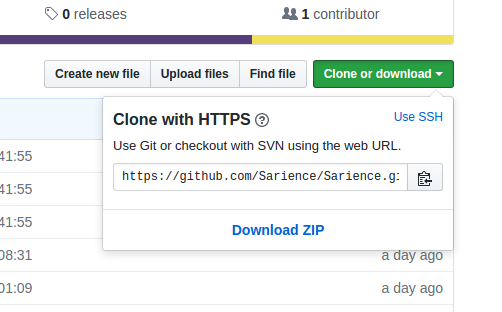 0 releases
1 contributor
Create new file
Upload files
Find file
Clone or download
Clone with HTTPS ?
Use SSH
Use Git or checkout with SVN using the web URL.
https://github.com/Sarience/Sarience.gi
Download ZIP
41:55
41:55
41:55
08:31
a day ago
01:09
a day ago